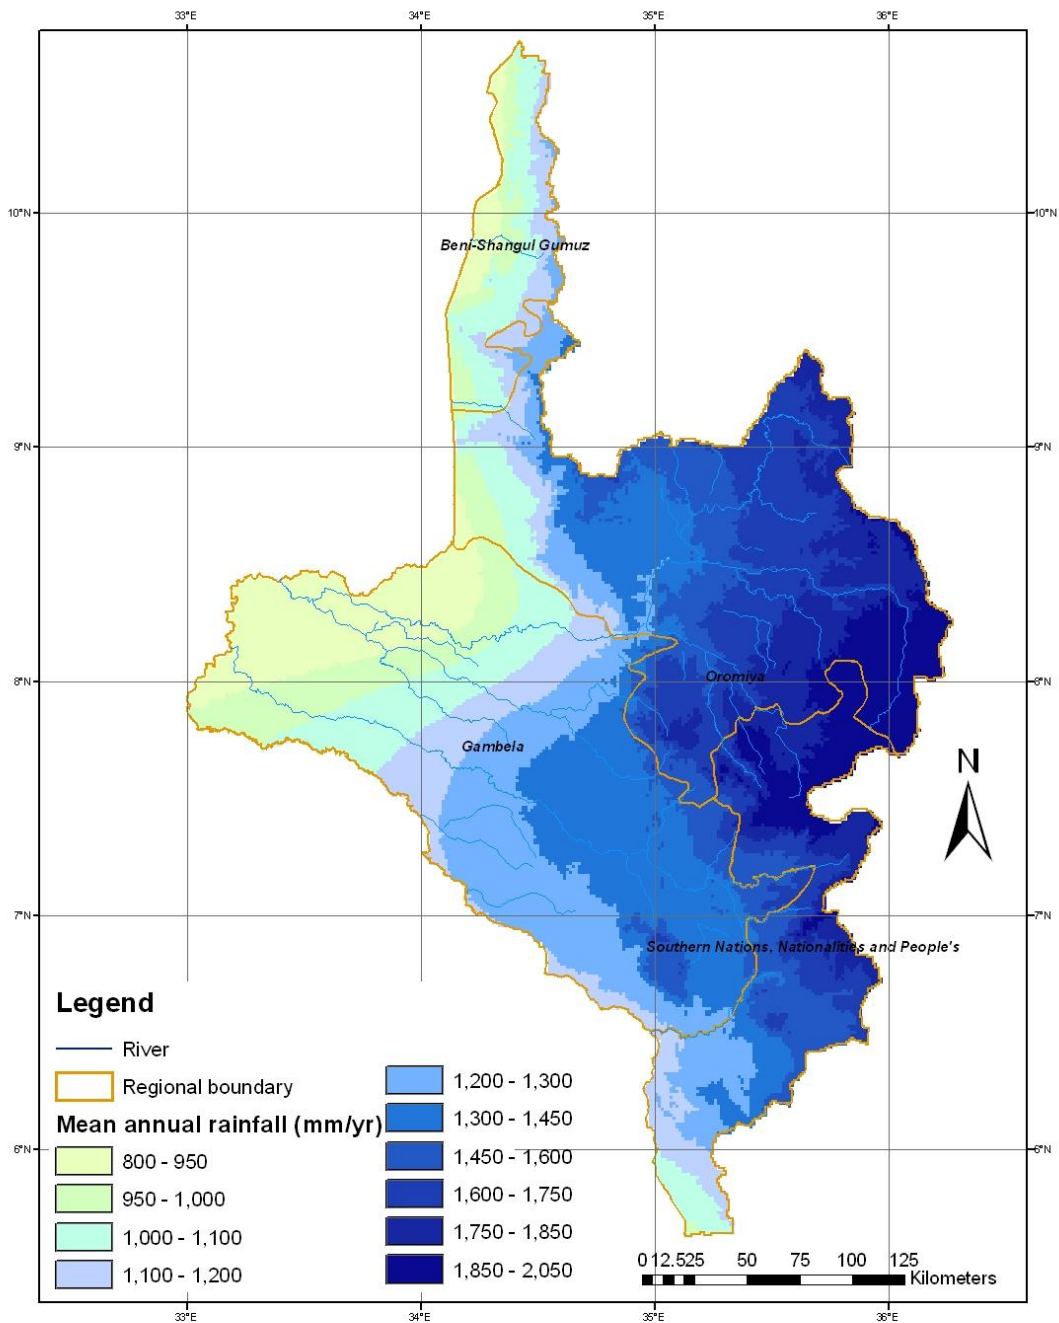 33°E 34°E 35°E 36°E
10°N 10°N
Beni-Shangul Gumuz
9°N 9°N
8°N 8°N
Oromiya
Gambela
N
7°N 7°N
Southern Nations, Nationalities and People's
6°N 6°N
Legend
River
Regional boundary
Mean annual rainfall (mm/yr)
800 - 950
950 - 1,000
1,000 - 1,100
1,100 - 1,200
1,200 - 1,300
1,300 - 1,450
1,450 - 1,600
1,600 - 1,750
1,750 - 1,850
1,850 - 2,050
0 12.525 50 75 100 125
Kilometers
33°E 34°E 35°E 36°E